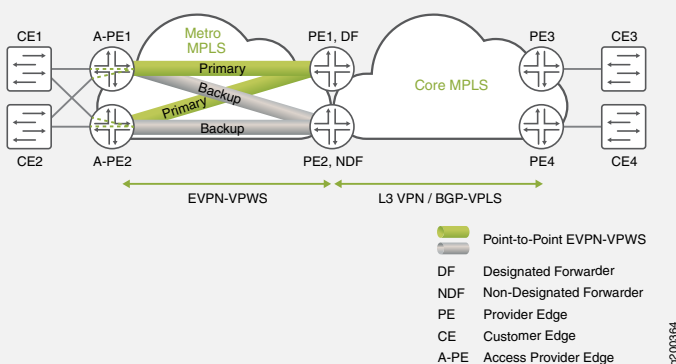 CE1
A-PE1
Metro
MPLS
PE1, DF
PE3
CE3
Primary
Backup
Core MPLS
Primary
Backup
CE2
A-PE2
PE2, NDF
PE4
CE4
EVPN-VPWS
L3 VPN / BGP-VPLS
Point-to-Point EVPN-VPWS
DF Designated Forwarder
NDF Non-Designated Forwarder
PE Provider Edge
CE Customer Edge
A-PE Access Provider Edge